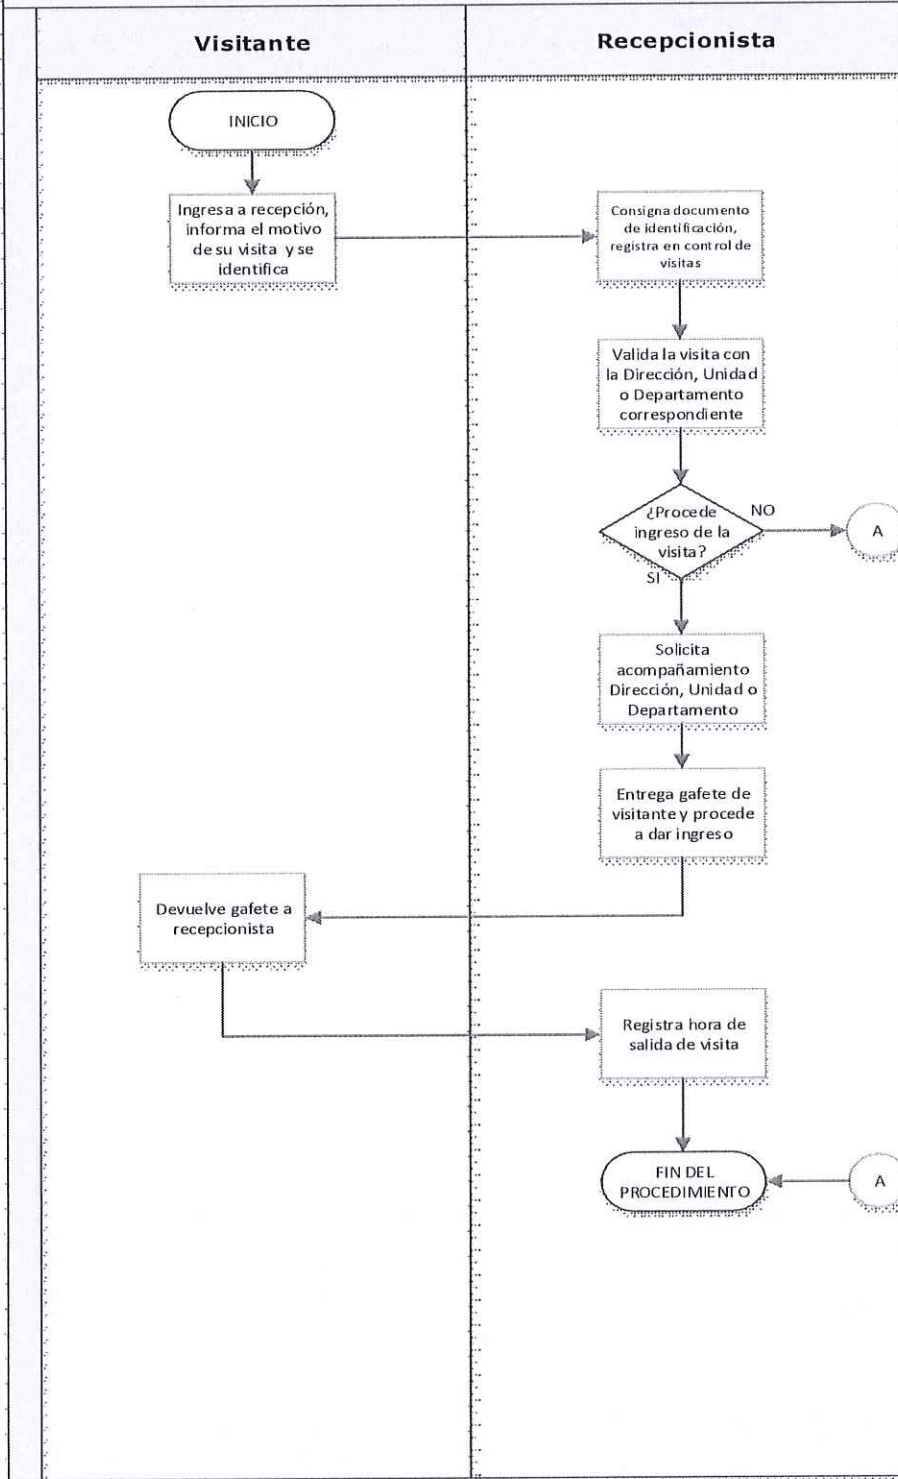 Visitante
Recepcionista
INICIO
Ingresa a recepción,
informa el motivo
de su visita y se
identifica
Consigna documento
de identificación,
registra en control de
visitas
Valida la visita con
la Dirección, Unidad
o Departamento
correspondiente
¿Procede
ingreso de la
visita?
NO
A
SI
Solicita
acompañamiento
Dirección, Unidad o
Departamento
Entrega gafete de
visitante y procede
a dar ingreso
Devuelve gafete a
recepcionista
Registra hora de
salida de visita
FIN DEL
PROCEDIMIENTO
A